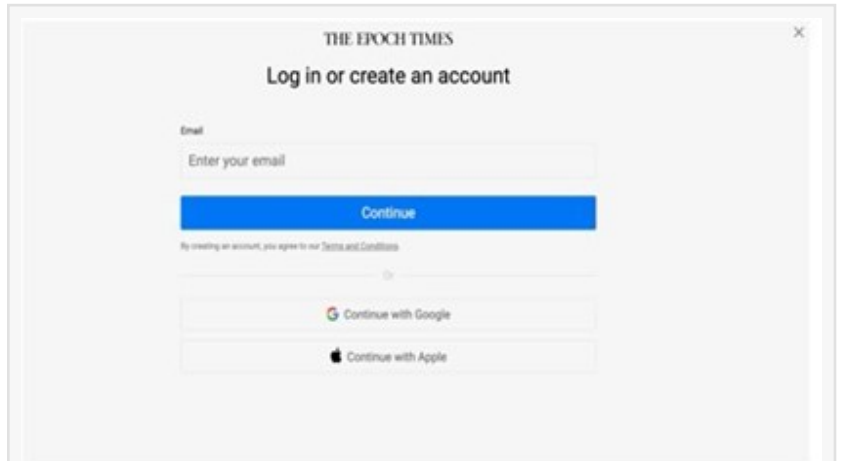 THE EPOCH TIMES
Log in or create an account
Email
Enter your email
Continue
By creating an account, you agree to our Terms and Conditions.
Or
Continue with Google
Continue with Apple